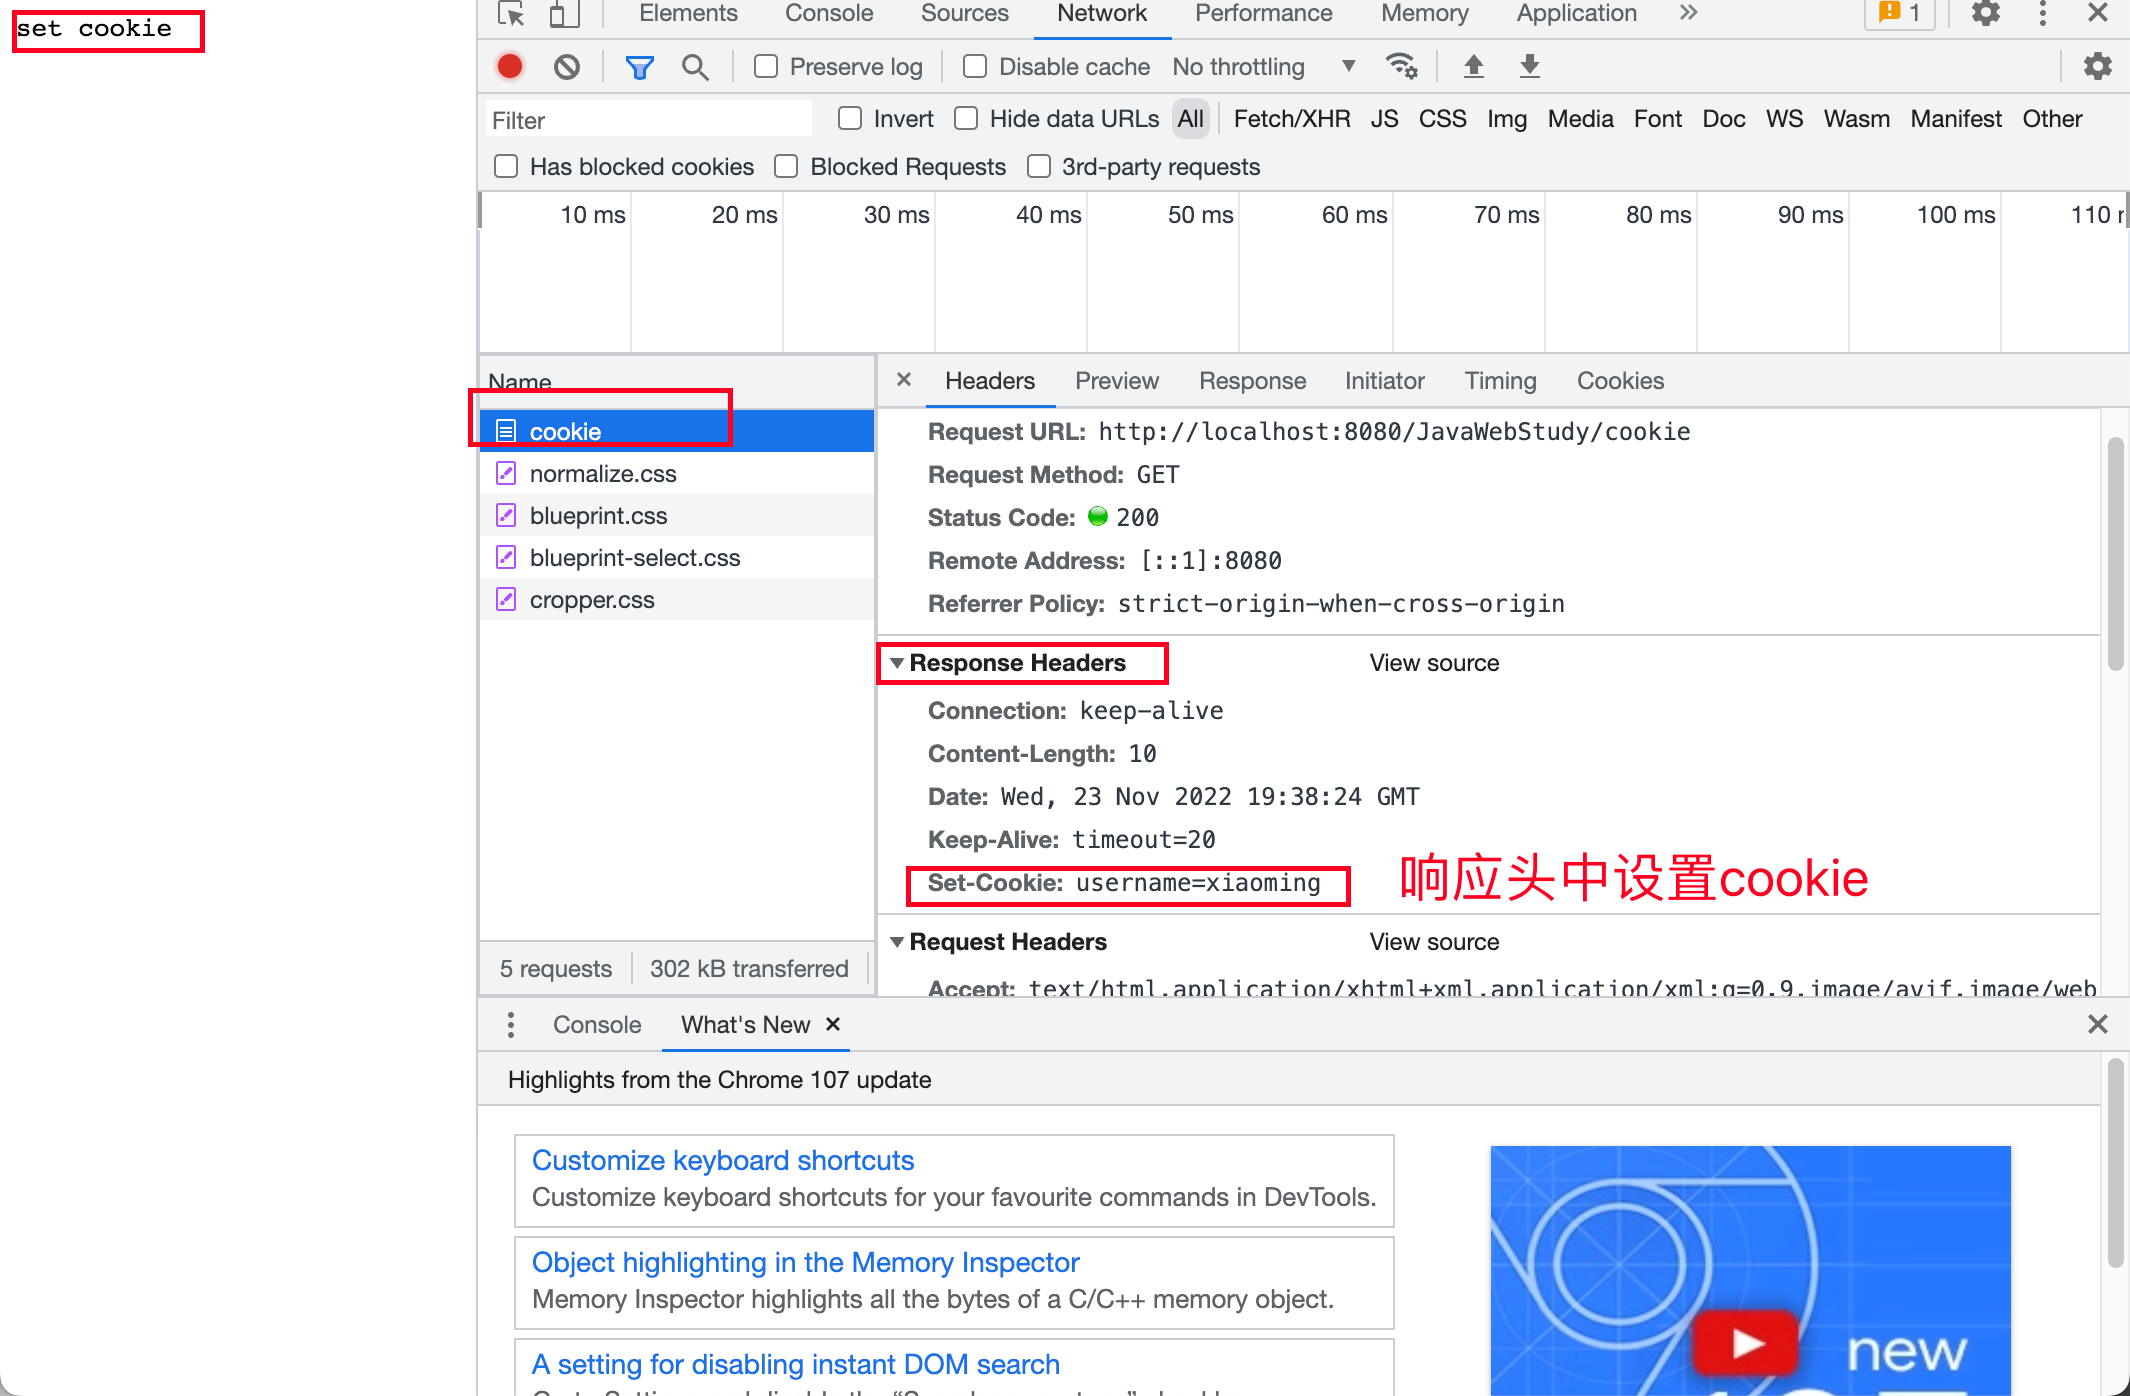 set cookie
Elements Console Sources Network Performance Memory Application » 1
Preserve log Disable cache No throttling
Filter Invert Hide data URLs All Fetch/XHR JS CSS Img Media Font Doc WS Wasm Manifest Other
Has blocked cookies Blocked Requests 3rd-party requests
10 ms 20 ms 30 ms 40 ms 50 ms 60 ms 70 ms 80 ms 90 ms 100 ms 110
Name
cookie
normalize.css
blueprint.css
blueprint-select.css
cropper.css
5 requests 302 kB transferred
Headers Preview Response Initiator Timing Cookies
Request URL: http://localhost:8080/JavaWebStudy/cookie
Request Method: GET
Status Code: 200
Remote Address: [::1]:8080
Referrer Policy: strict-origin-when-cross-origin
Response Headers View source
Connection: keep-alive
Content-Length: 10
Date: Wed, 23 Nov 2022 19:38:24 GMT
Keep-Alive: timeout=20
Set-Cookie: username=xiaoming
响应头中设置cookie
Request Headers View source
Accept: text/html,application/xhtml+xml,application/xml;q=0.9,image/avif,image/web
Console What's New
Highlights from the Chrome 107 update
Customize keyboard shortcuts
Customize keyboard shortcuts for your favourite commands in DevTools.
Object highlighting in the Memory Inspector
Memory Inspector highlights all the bytes of a C/C++ memory object.
A setting for disabling instant DOM search
new